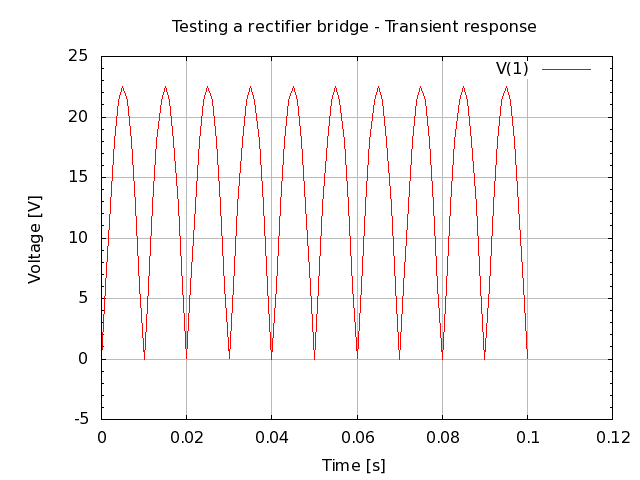 Testing a rectifier bridge - Transient response
V(1)
25
20
15
10
5
0
-5
Voltage [V]
0 0.02 0.04 0.06 0.08 0.1 0.12
Time [s]